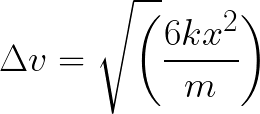 Δv = √(6kx²/m)